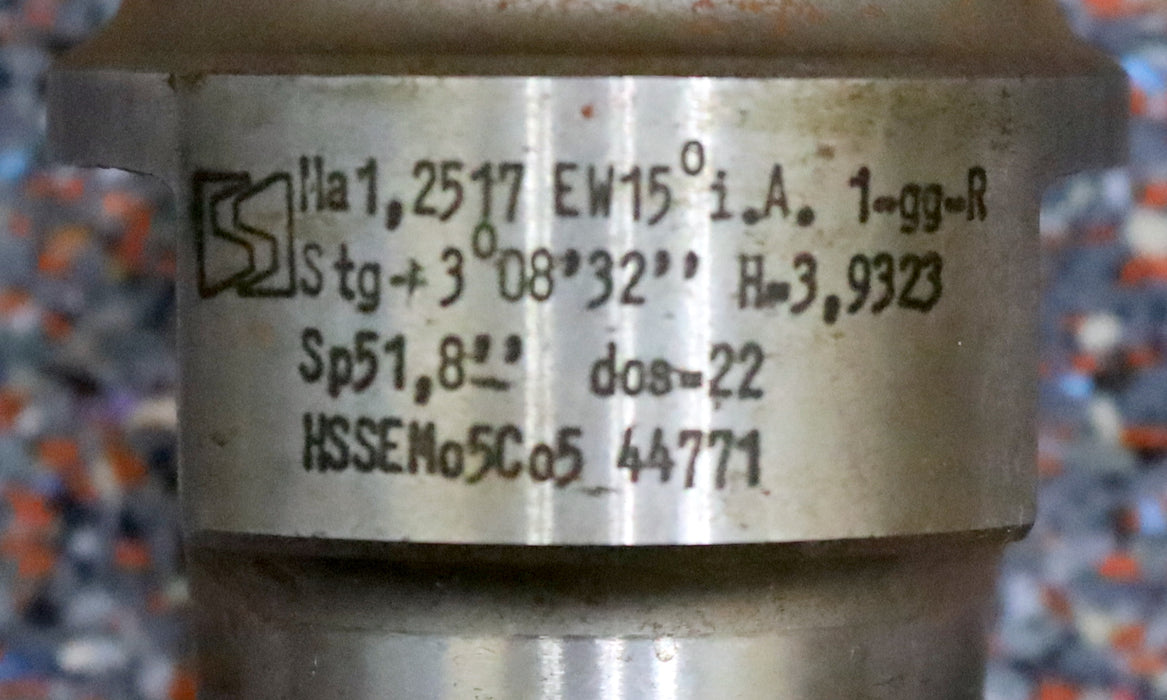 Ma1,2517 EW15° i.A. 1-gg-R
Stg+3°08'32'' H=3,9323
Sp51,8'' dos=22
HSSEMo5Co5 44771